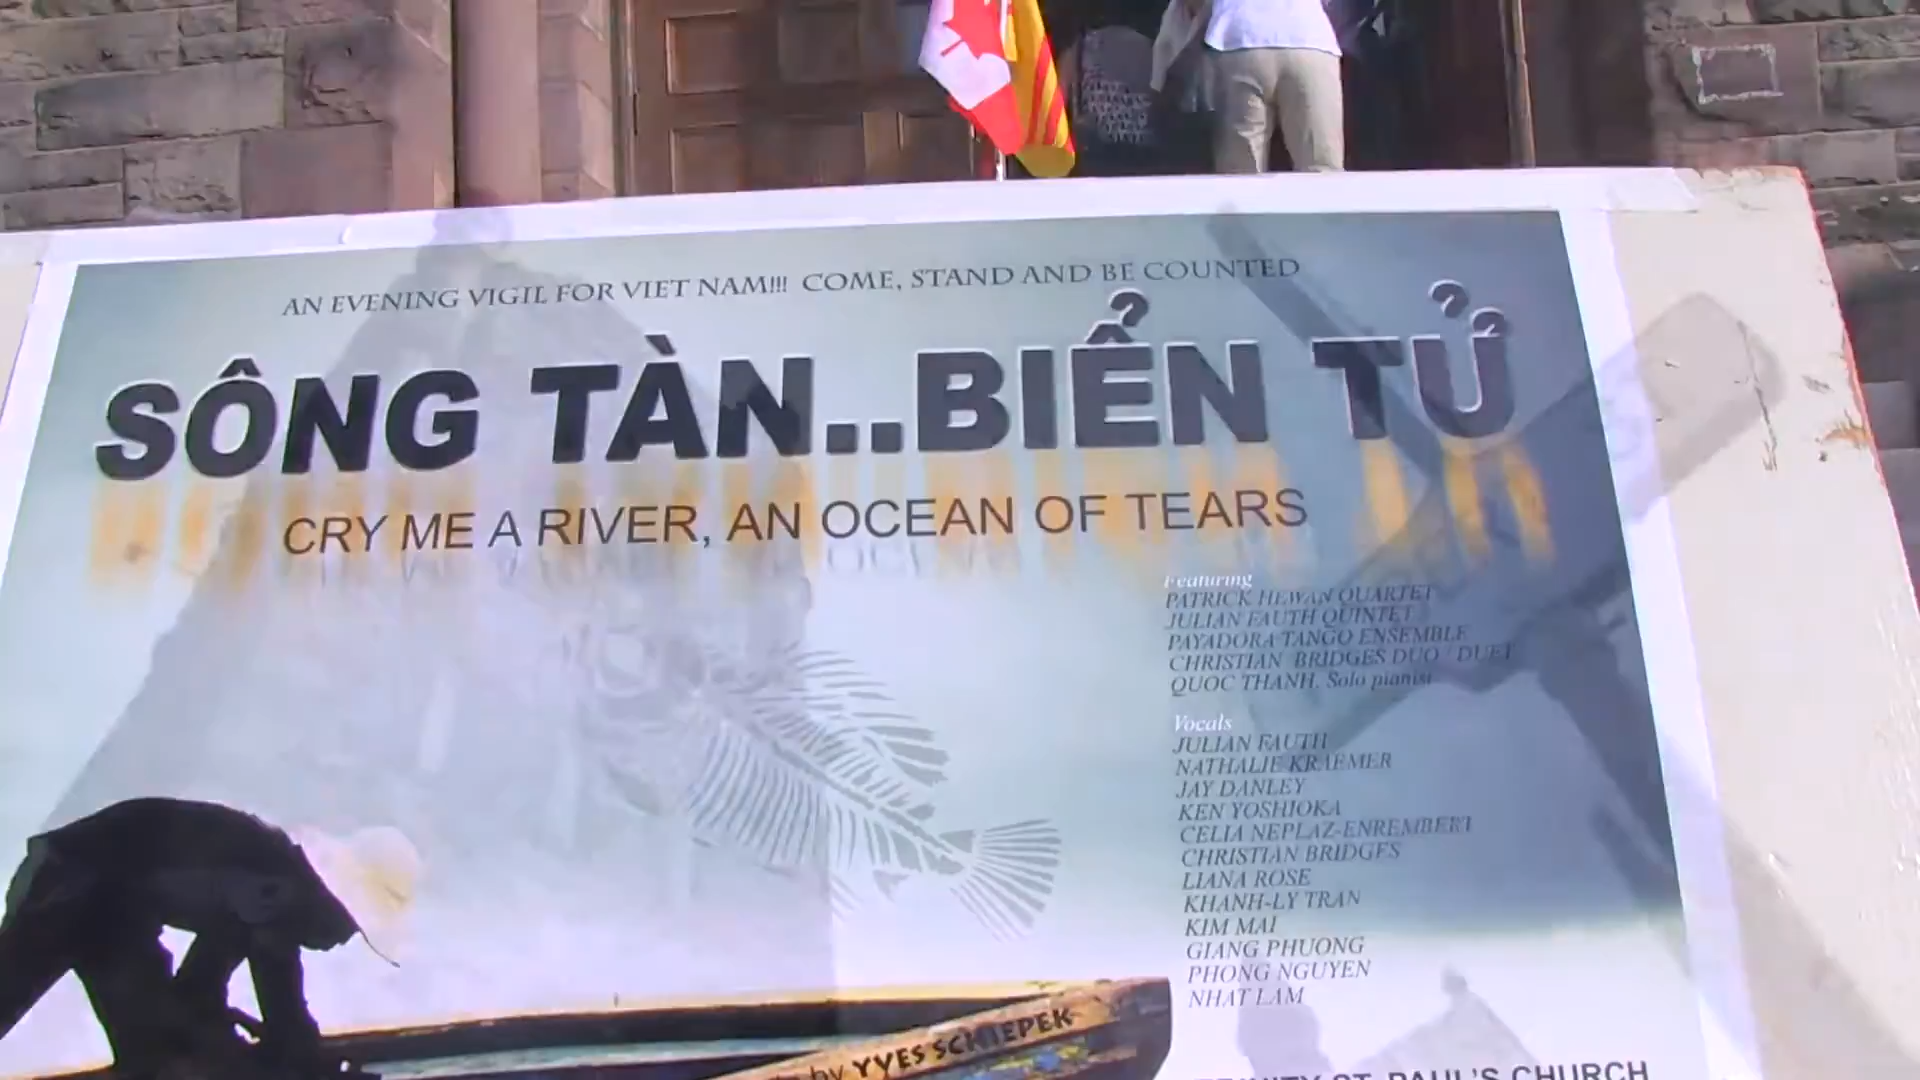 AN EVENING VIGIL FOR VIET NAM!!! COME, STAND AND BE COUNTED
SÔNG TÀN..BIỂN TỬ
CRY ME A RIVER, AN OCEAN OF TEARS
Featuring
PATRICK HEWAN QUARTET
JULIAN FAUTH QUINTET
PAYADORA TANGO ENSEMBLE
CHRISTIAN BRIDGES DUO / DUET
QUOC THANH, Solo pianist
Vocals
JULIAN FAUTH
NATHALIE KRAEMER
JAY DANLEY
KEN YOSHIOKA
CELIA NEPLAZ-ENREMBERT
CHRISTIAN BRIDGES
LIANA ROSE
KHANH-LY TRAN
KIM MAI
GIANG PHUONG
PHONG NGUYEN
NHAT LAM
by YVES SCHIEPEK
TRINITY ST. PAUL'S CHURCH